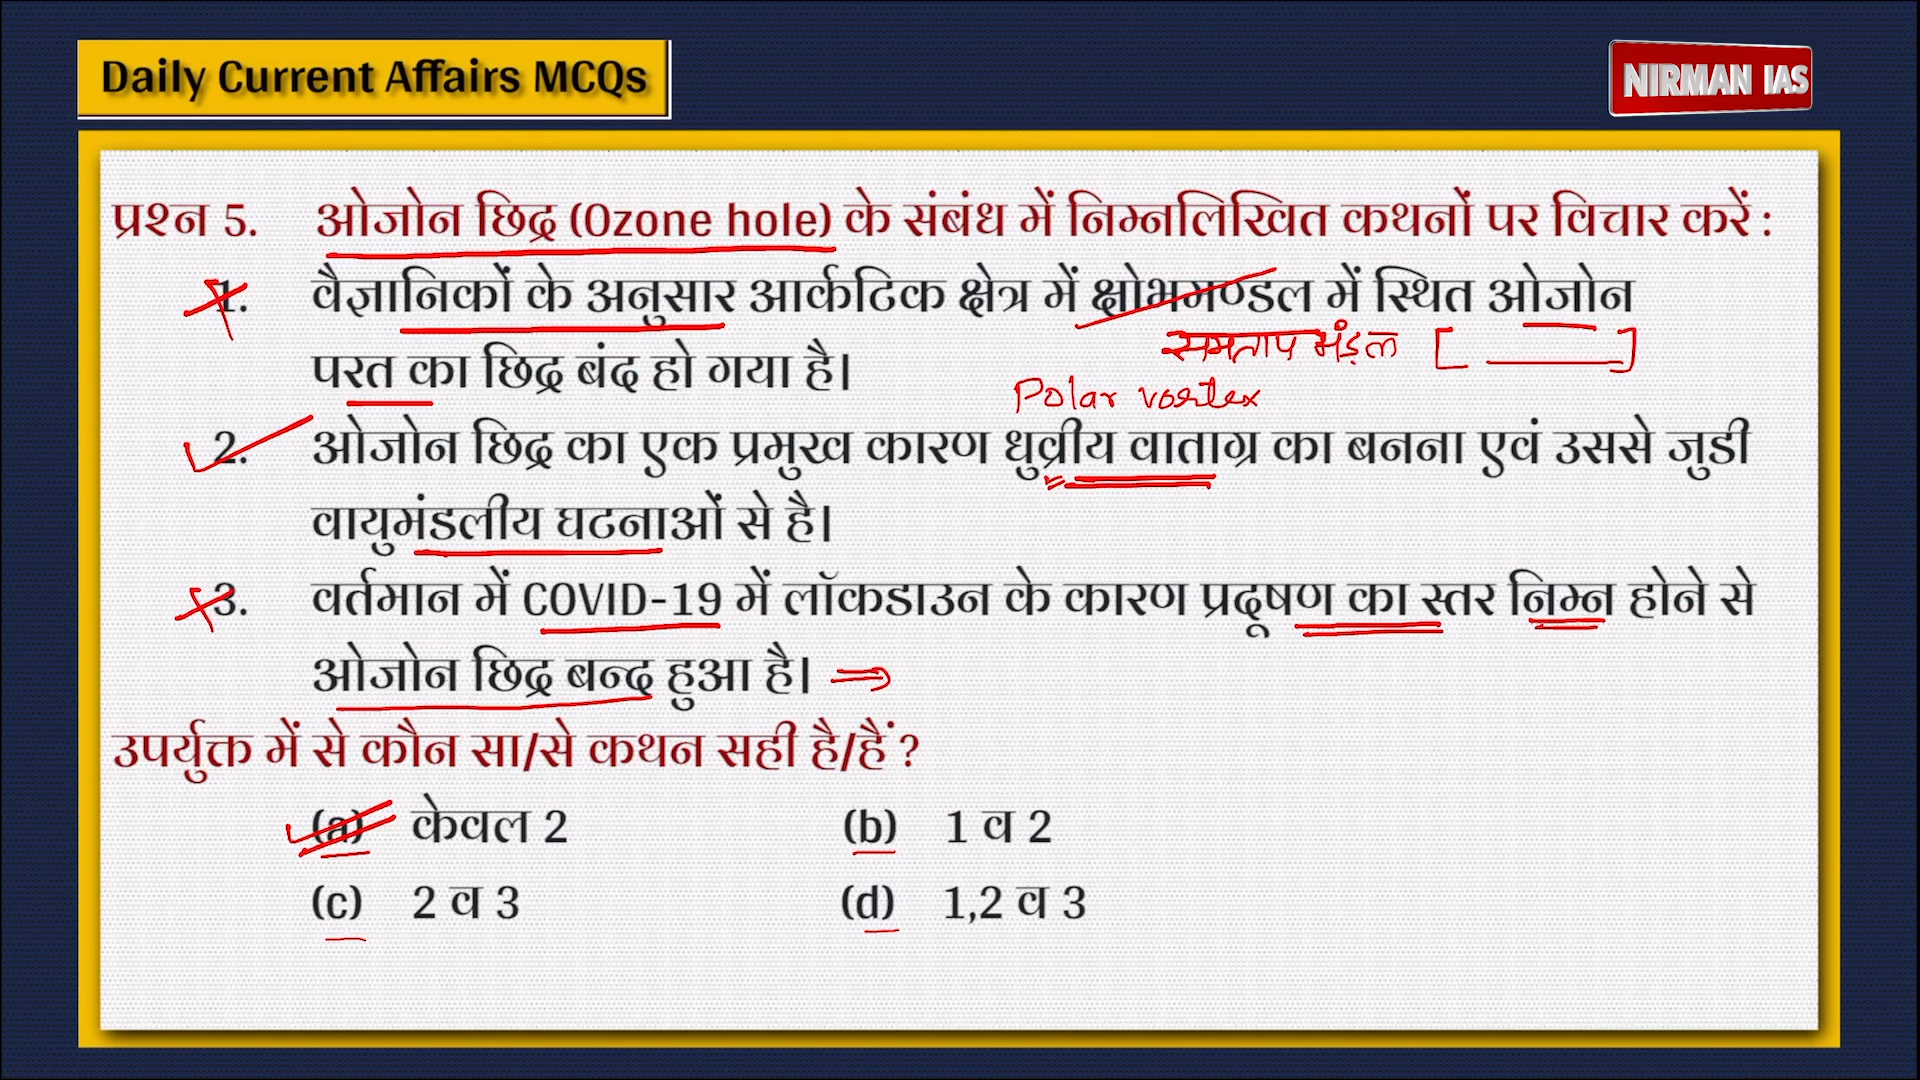 Daily Current Affairs MCQs
NIRMAN IAS
प्रश्न 5. ओजोन छिद्र (Ozone hole) के संबंध में निम्नलिखित कथनों पर विचार करें :
1. वैज्ञानिकों के अनुसार आर्कटिक क्षेत्र में क्षोभमण्डल में स्थित ओजोन
समताप मंड़ल [ ]
परत का छिद्र बंद हो गया है।
Polar vortex
2. ओजोन छिद्र का एक प्रमुख कारण धुव्रीय वाताग्र का बनना एवं उससे जुडी
वायुमंडलीय घटनाओं से है।
3. वर्तमान में COVID-19 में लॉकडाउन के कारण प्रदूषण का स्तर निम्न होने से
ओजोन छिद्र बन्द हुआ है। ⇒
उपर्युक्त में से कौन सा/से कथन सही है/हैं ?
(a) केवल 2 (b) 1 व 2
(c) 2 व 3 (d) 1,2 व 3